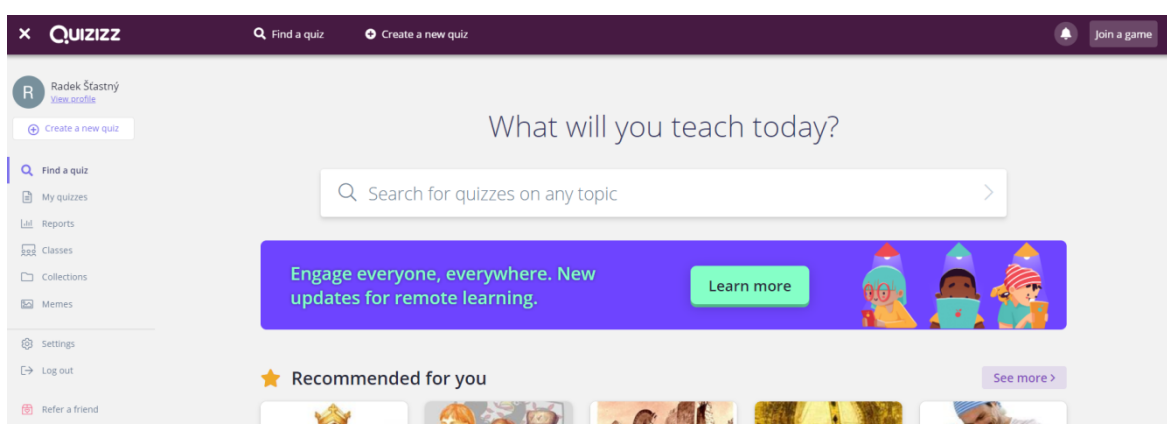 QUIZIZZ
Find a quiz
Create a new quiz
Join a game
Radek Šťastný
View profile
Create a new quiz
Find a quiz
My quizzes
Reports
Classes
Collections
Memes
Settings
Log out
Refer a friend
What will you teach today?
Search for quizzes on any topic
Engage everyone, everywhere. New
updates for remote learning.
Learn more
Recommended for you
See more >
R